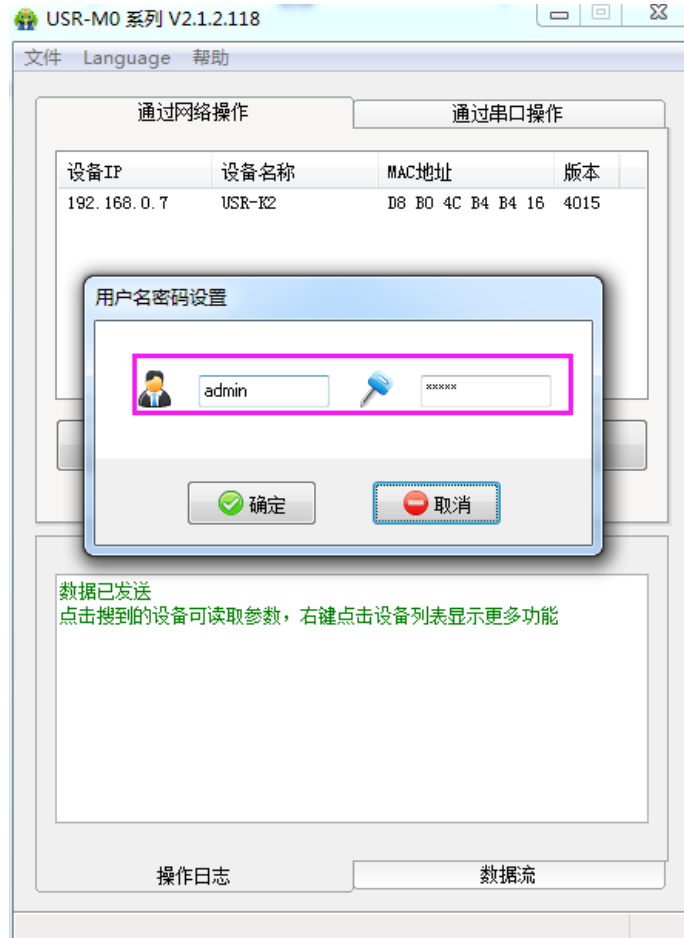 USR-M0 系列 V2.1.2.118
文件 Language 帮助
通过网络操作 通过串口操作
设备IP 设备名称 MAC地址 版本
192.168.0.7 USR-K2 D8 B0 4C B4 B4 16 4015
用户名密码设置
admin *****
确定 取消
数据已发送
点击搜到的设备可读取参数，右键点击设备列表显示更多功能
操作日志 数据流